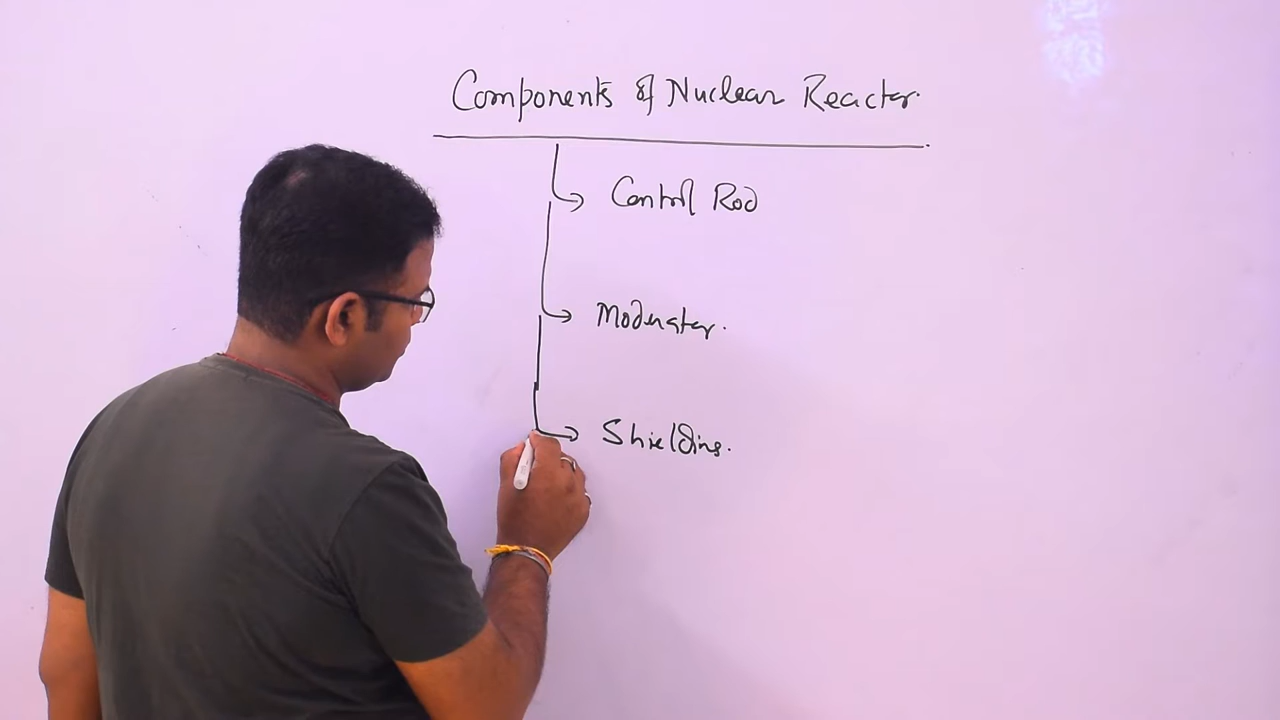 Components of Nuclear Reactor.
Control Rod
Moderator.
Shielding.